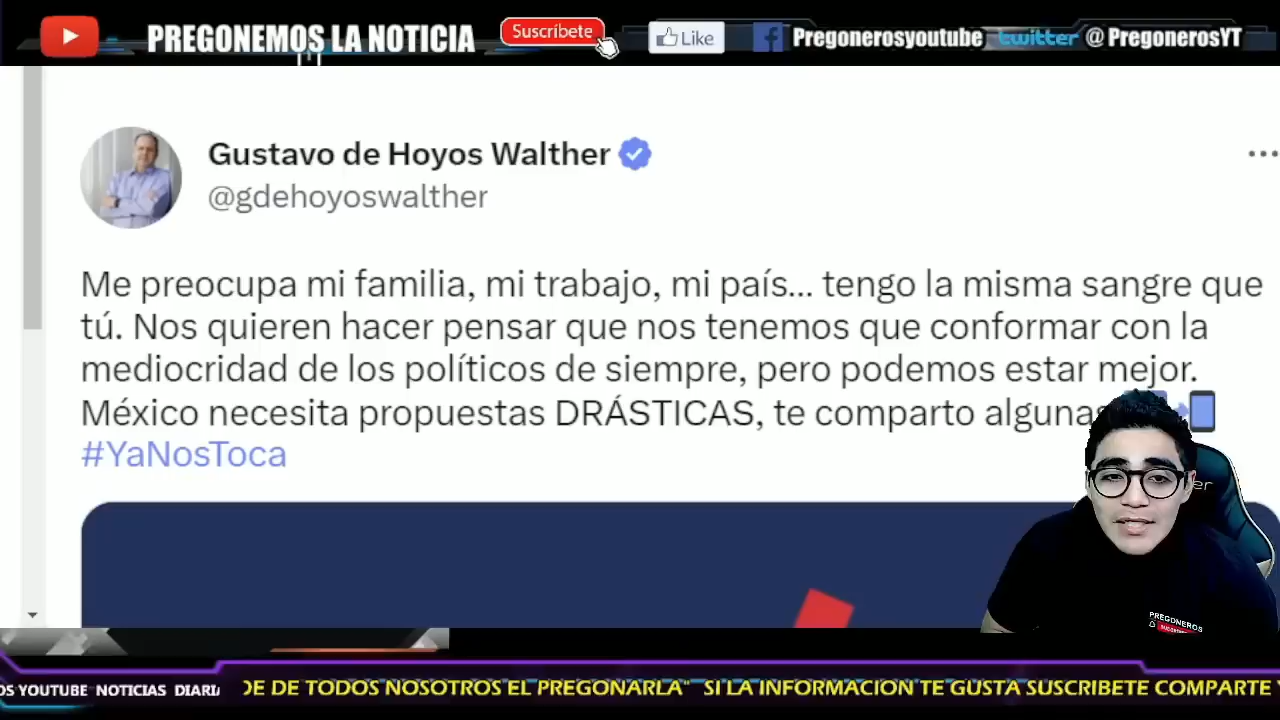 PREGONEMOS LA NOTICIA
Suscríbete
Like
Pregonerosyoutube
twitter @PregonerosYT
Gustavo de Hoyos Walther
@gdehoyoswalther
Me preocupa mi familia, mi trabajo, mi país... tengo la misma sangre que
tú. Nos quieren hacer pensar que nos tenemos que conformar con la
mediocridad de los políticos de siempre, pero podemos estar mejor.
México necesita propuestas DRÁSTICAS, te comparto algunas
#YaNosToca
er
PREGONEROS
OS YOUTUBE NOTICIAS DIARI
DE DE TODOS NOSOTROS EL PREGONARLA" SI LA INFORMACION TE GUSTA SUSCRIBETE COMPARTE Y